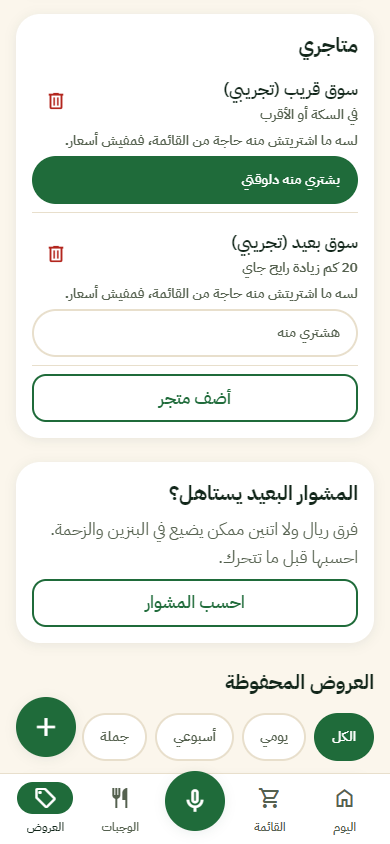 متاجري
سوق قريب (تجريبي)
في السكة أو الأقرب
لسه ما اشتريتش منه حاجة من القائمة، فمفيش أسعار.
بشتري منه دلوقتي
سوق بعيد (تجريبي)
20 كم زيادة رايح جاي
لسه ما اشتريتش منه حاجة من القائمة، فمفيش أسعار.
هشتري منه
أضف متجر
المشوار البعيد يستاهل؟
فرق ريال ولا اتنين ممكن يضيع في البنزين والزحمة.
احسبها قبل ما تتحرك.
احسب المشوار
العروض المحفوظة
الكل يومي أسبوعي جملة
اليوم القائمة الوجبات العروض